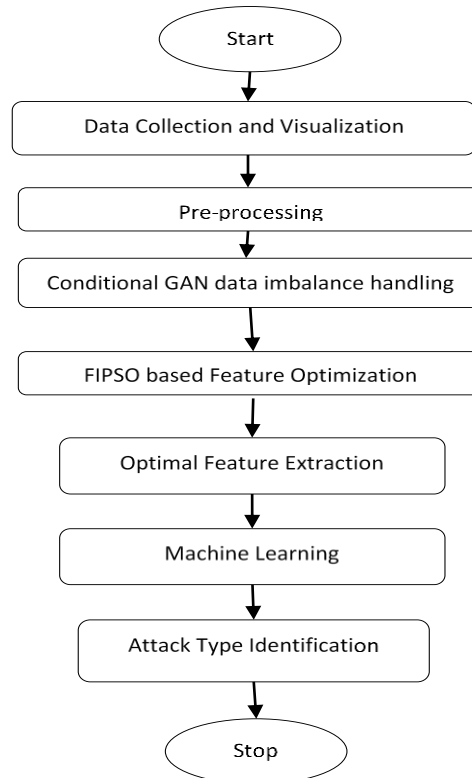 Start
Data Collection and Visualization
Pre-processing
Conditional GAN data imbalance handling
FIPSO based Feature Optimization
Optimal Feature Extraction
Machine Learning
Attack Type Identification
Stop